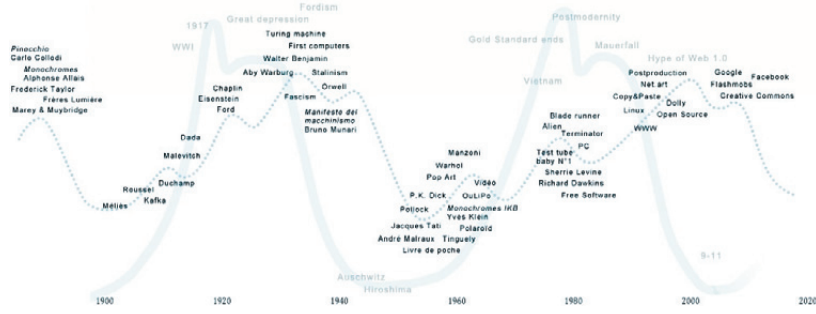 Fordism
1917
Great depression
Postmodernity
Turing machine
Gold Standard ends
WWI
First computers
Mauerfall
Pinocchio
Carlo Collodi
Walter Benjamin
Hype of Web 1.0
Monochromes
Alphonse Allais
Aby Warburg
Stalinism
Vietnam
Postproduction
Google
Facebook
Frederick Taylor
Chaplin
Orwell
Net.art
Flashmobs
Frères Lumière
Eisenstein
Fascism
Copy&Paste
Dolly
Creative Commons
Marey & Muybridge
Ford
Manifeste del
macchinismo
Bruno Munari
Blade runner
Linux
Open Source
Alien
WWW
Dada
Terminator
Malevitch
Manzoni
Test tube
baby N°1
PC
Warhol
Pop Art
Sherrie Levine
Duchamp
Vidéo
Richard Dawkins
Roussel
P.K. Dick
OuLiPo
Free Software
Kafka
Méliès
Pollock
Monochromes IKB
Yves Klein
Jacques Tati
Polaroid
André Malraux
Tinguely
Livre de poche
9-11
Auschwitz
Hiroshima
1900
1920
1940
1960
1980
2000
2020